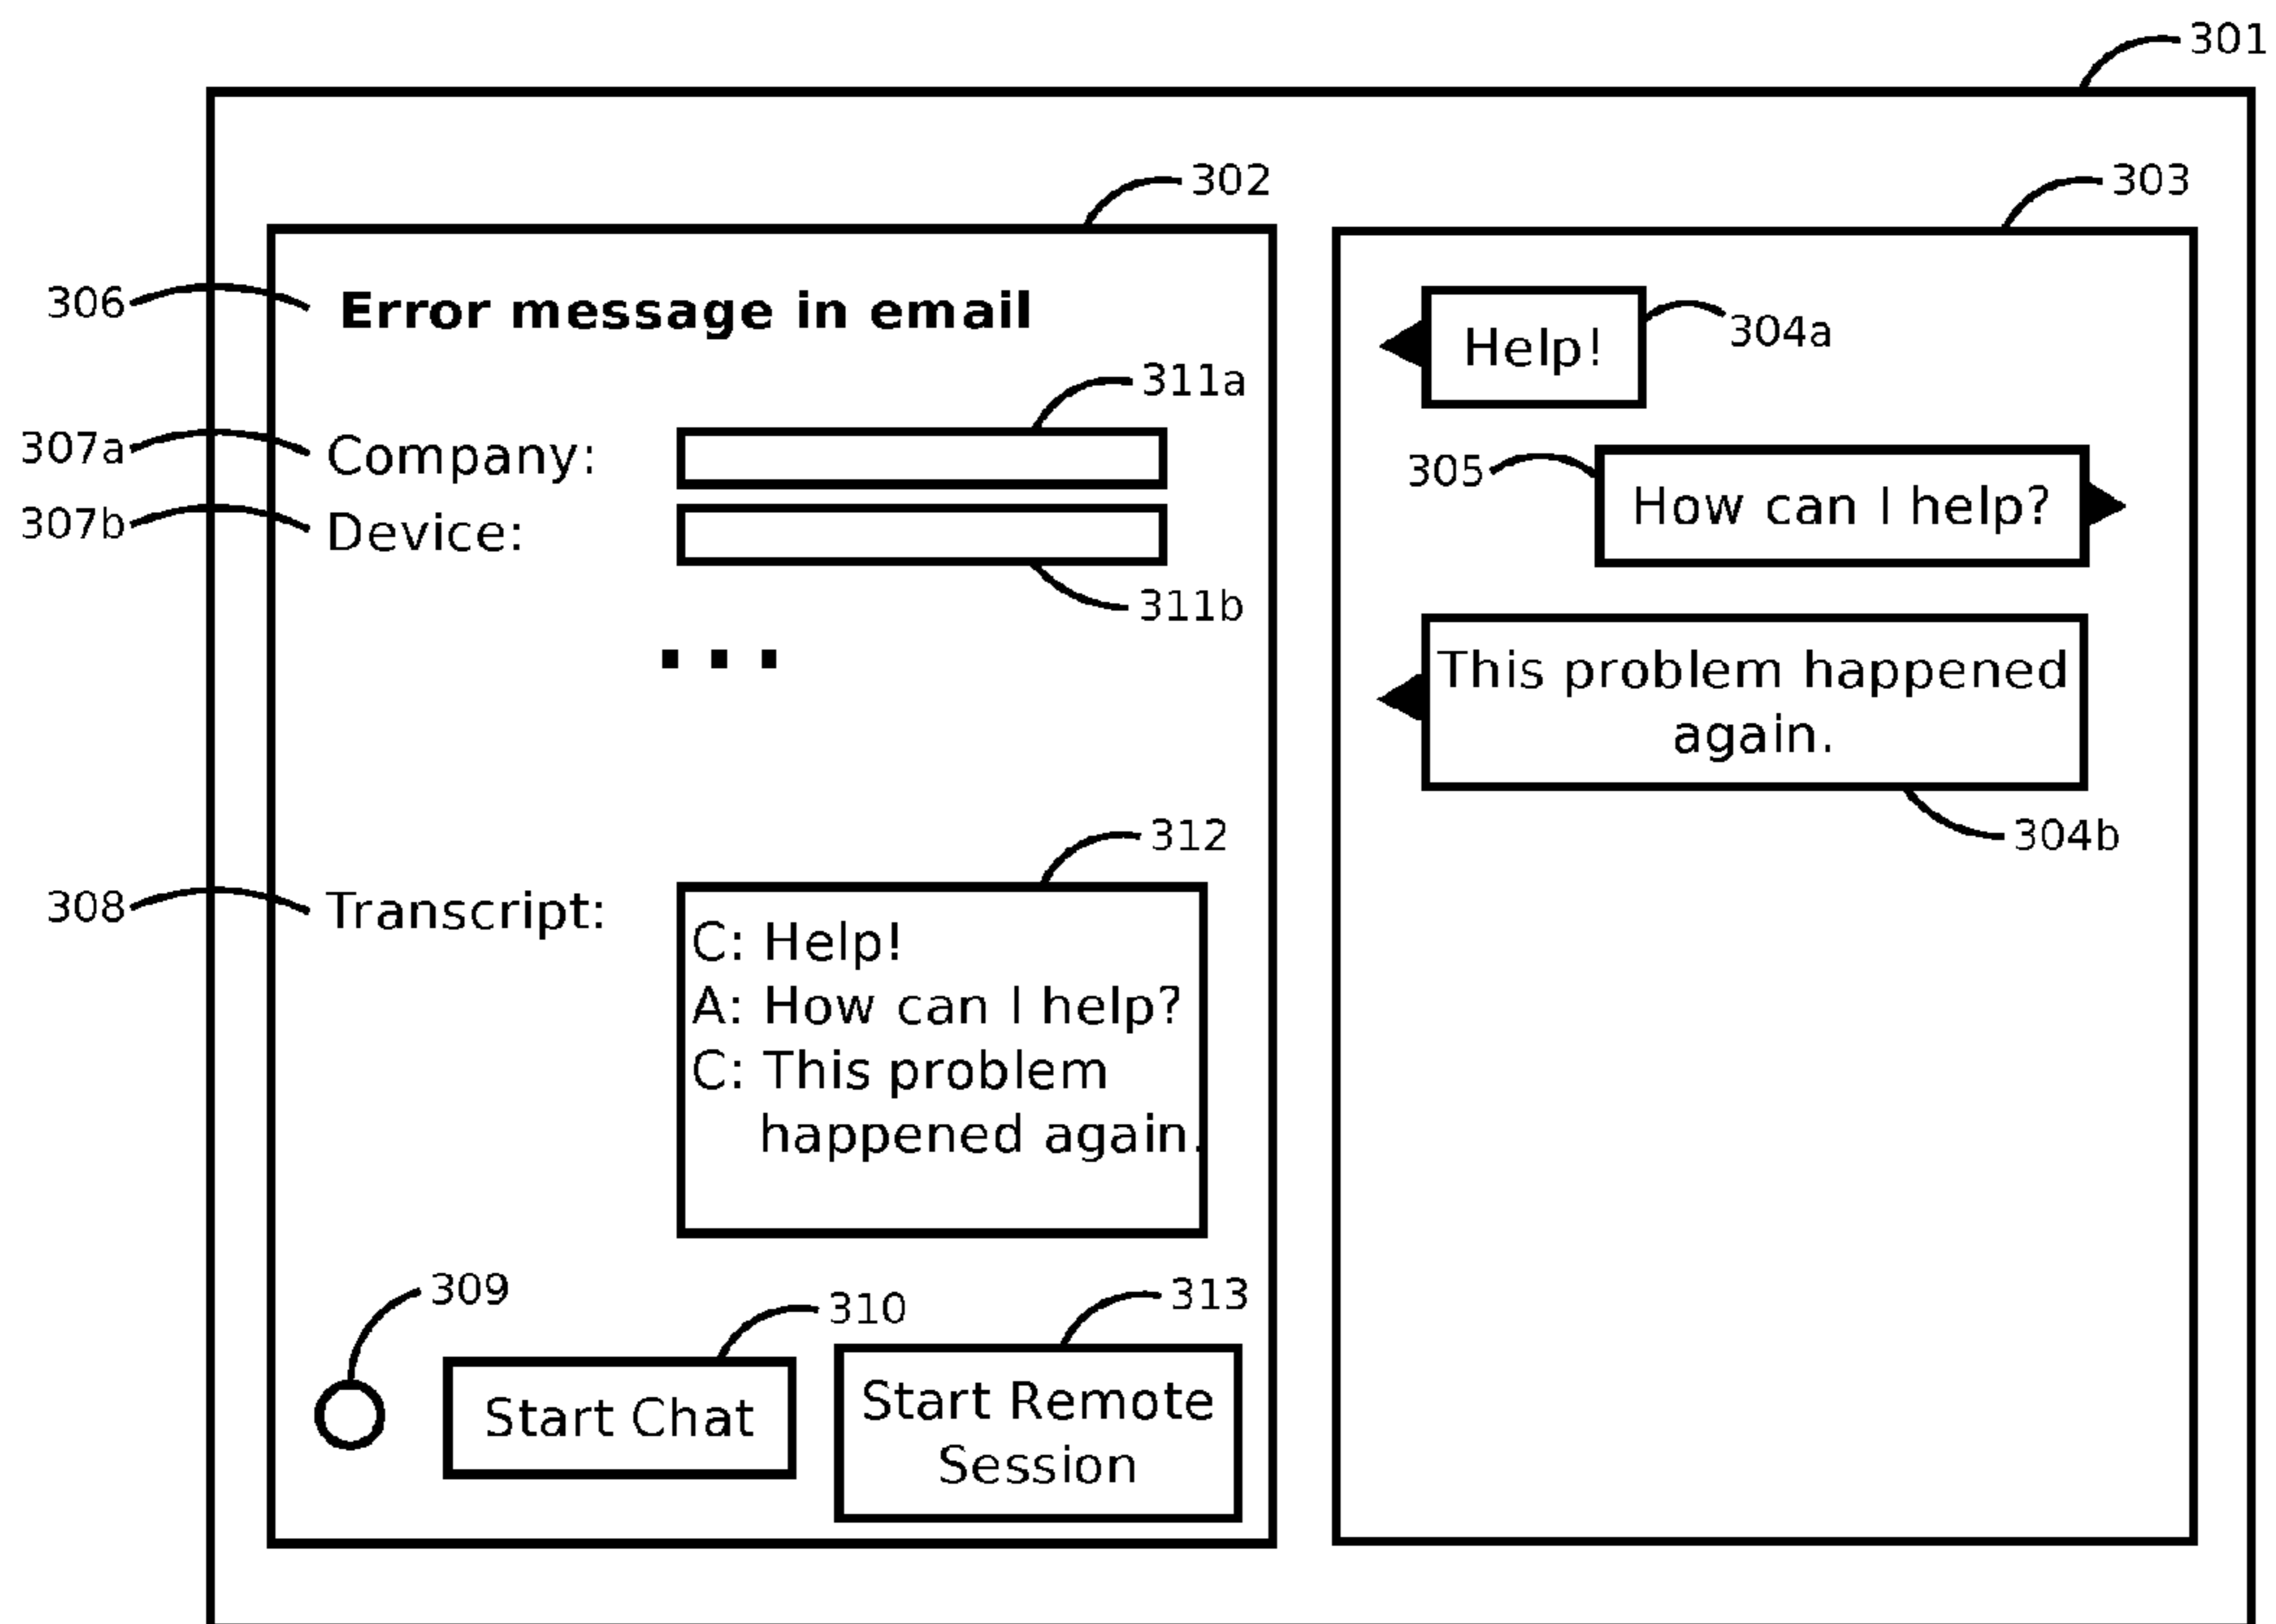 301
302
303
306
Error message in email
304a
Help!
311a
307a
Company:
305
How can I help?
307b
Device:
311b
...
This problem happened
again.
312
304b
308
Transcript:
C: Help!
A: How can I help?
C: This problem
happened again.
309
310
313
Start Chat
Start Remote
Session